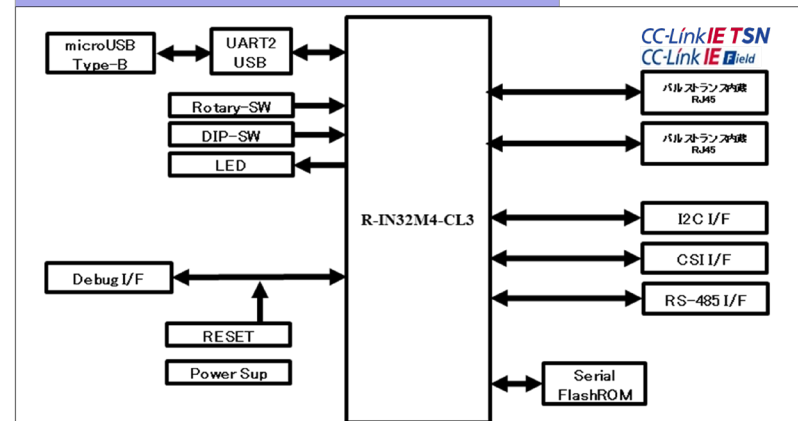 microUSB
Type-B
UART2
USB
CC-Link IE TSN
CC-Link IE Field
Rotary-SW
DIP-SW
LED
パルストランス内蔵
RJ45
パルストランス内蔵
RJ45
R-IN32M4-CL3
I2C I/F
CSI I/F
RS-485 I/F
Debug I/F
RESET
Power Sup
Serial
FlashROM